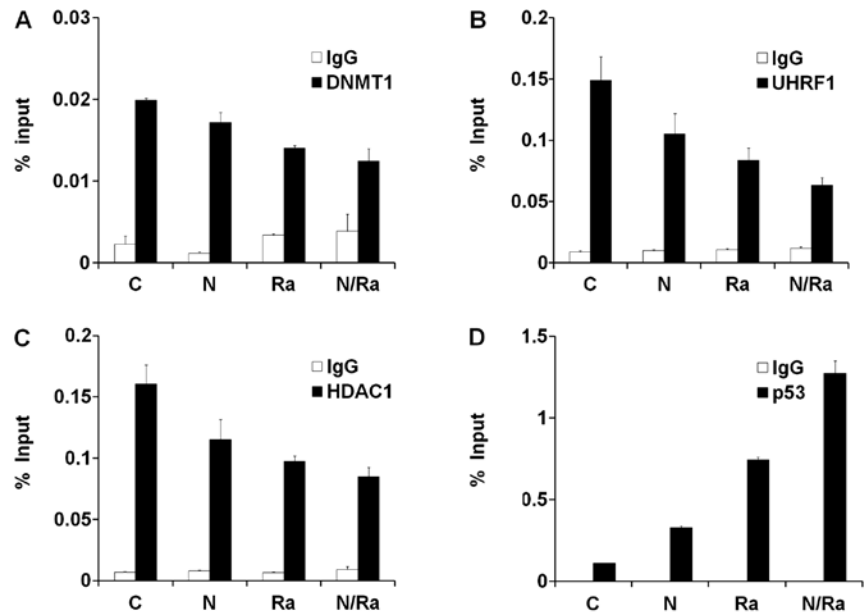 A
% input
0.03
0.02
0.01
0
IgG
DNMT1
C N Ra N/Ra
B
% Input
0.2
0.15
0.1
0.05
0
IgG
UHRF1
C N Ra N/Ra
C
% Input
0.2
0.15
0.1
0.05
0
IgG
HDAC1
C N Ra N/Ra
D
% Input
1.5
1
0.5
0
IgG
p53
C N Ra N/Ra